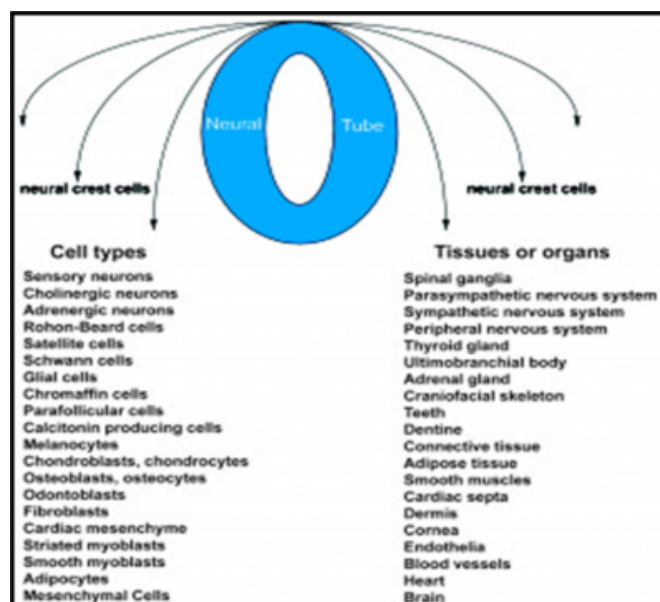 Neural Tube
neural crest cells
neural crest cells
Cell types
Sensory neurons
Cholinergic neurons
Adrenergic neurons
Rohon-Beard cells
Satellite cells
Schwann cells
Glial cells
Chromaffin cells
Parafollicular cells
Calcitonin producing cells
Melanocytes
Chondroblasts, chondrocytes
Osteoblasts, osteocytes
Odontoblasts
Fibroblasts
Cardiac mesenchyme
Striated myoblasts
Smooth myoblasts
Adipocytes
Mesenchymal Cells
Tissues or organs
Spinal ganglia
Parasympathetic nervous system
Sympathetic nervous system
Peripheral nervous system
Thyroid gland
Ultimobranchial body
Adrenal gland
Craniofacial skeleton
Teeth
Dentine
Connective tissue
Adipose tissue
Smooth muscles
Cardiac septa
Dermis
Cornea
Endothelia
Blood vessels
Heart
Brain